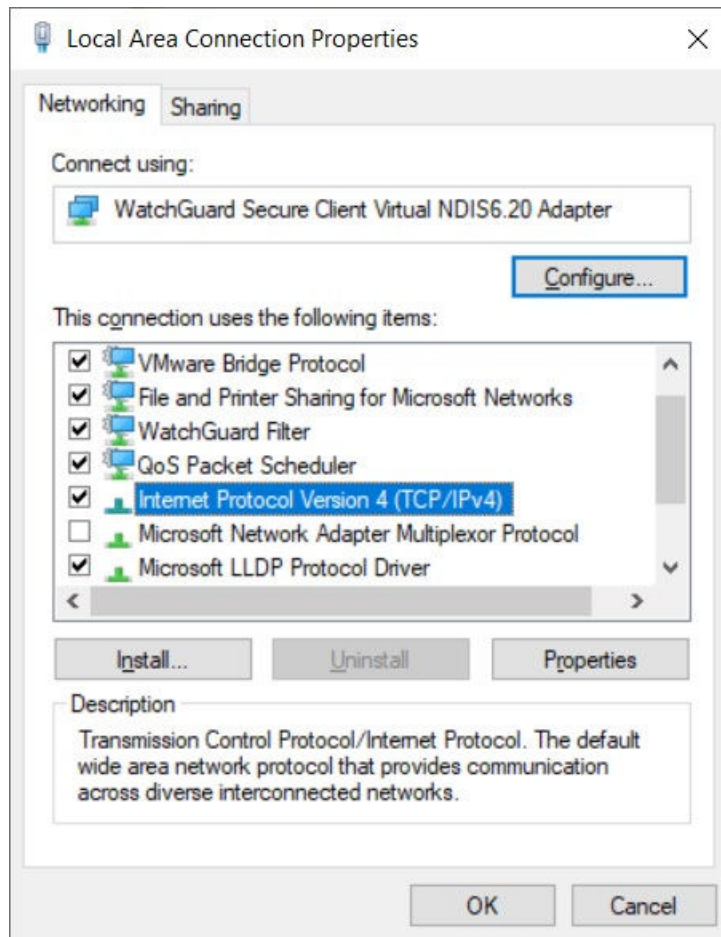 Local Area Connection Properties
Networking
Sharing
Connect using:
WatchGuard Secure Client Virtual NDIS6.20 Adapter
Configure...
This connection uses the following items:
VMware Bridge Protocol
File and Printer Sharing for Microsoft Networks
WatchGuard Filter
QoS Packet Scheduler
Internet Protocol Version 4 (TCP/IPv4)
Microsoft Network Adapter Multiplexor Protocol
Microsoft LLDP Protocol Driver
Install...
Uninstall
Properties
Description
Transmission Control Protocol/Internet Protocol. The default
wide area network protocol that provides communication
across diverse interconnected networks.
OK
Cancel